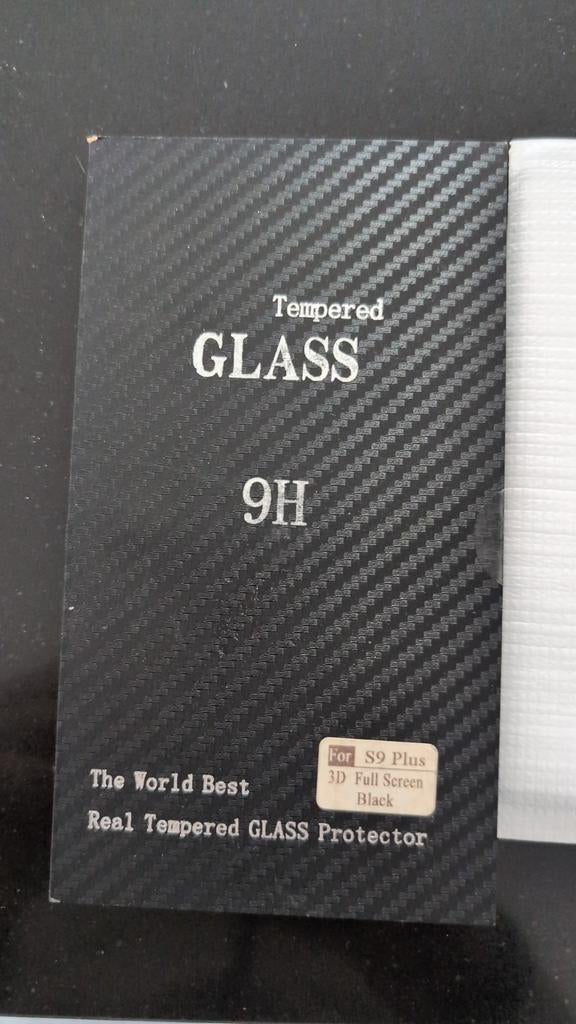 Tempered
GLASS
9H
For S9 Plus
3D Full Screen
Black
The World Best
Real Tempered GLASS Protector